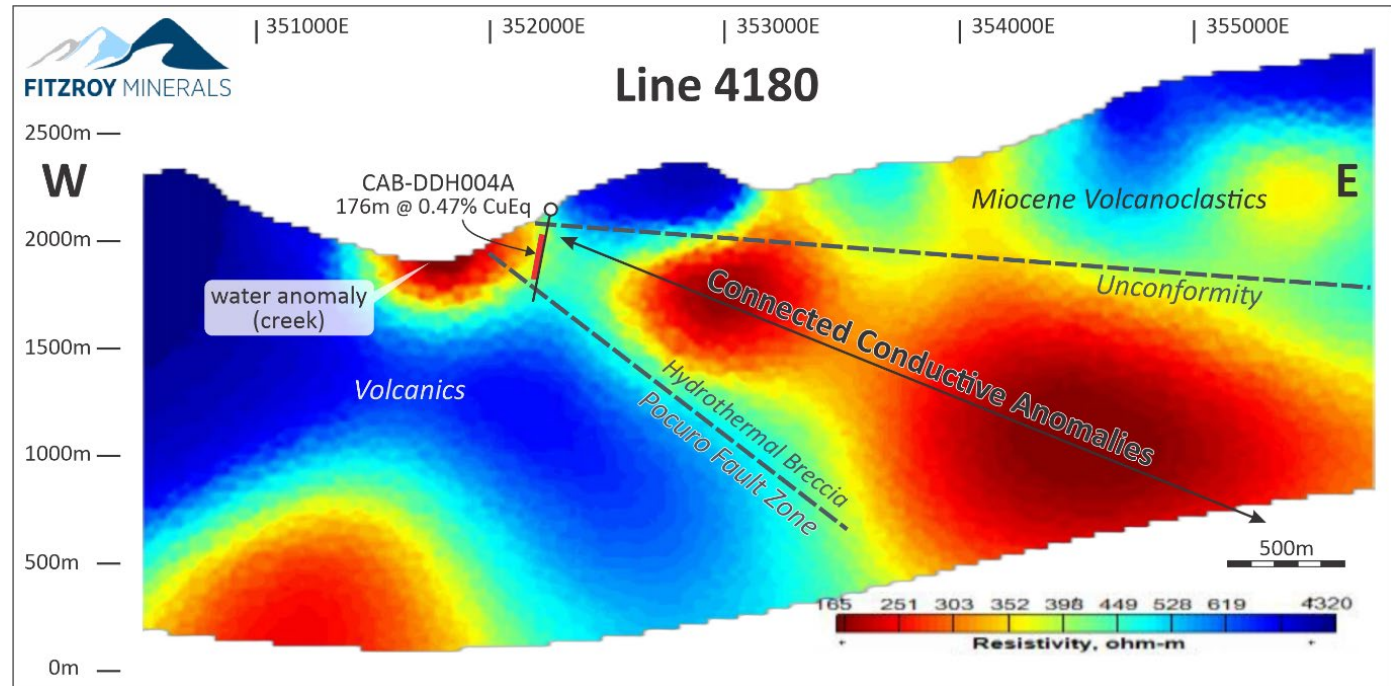 351000E 352000E 353000E 354000E 355000E
FITZROY MINERALS
Line 4180
2500m
W
E
CAB-DDH004A
176m @ 0.47% CuEq
Miocene Volcanoclastics
2000m
Unconformity
water anomaly
(creek)
Connected Conductive Anomalies
1500m
Volcanics
Hydrothermal Breccia
Pocuro Fault Zone
1000m
500m
500m
165 251 303 352 398 449 528 619 4320
Resistivity, ohm-m
0m